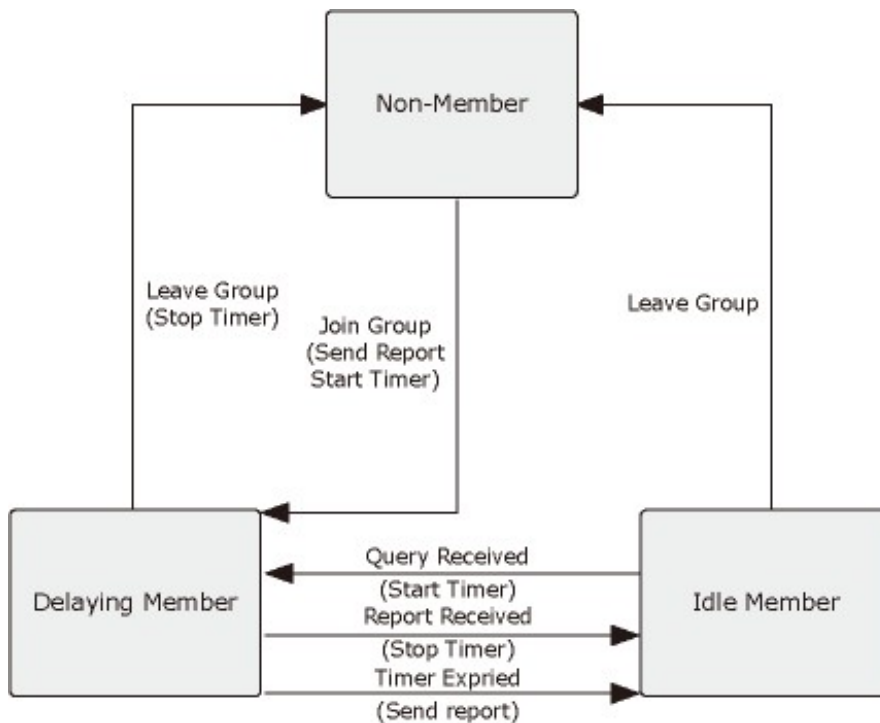 Non-Member
Leave Group
(Stop Timer)
Join Group
(Send Report
Start Timer)
Leave Group
Delaying Member
Query Received
(Start Timer)
Report Received
(Stop Timer)
Timer Expried
(Send report)
Idle Member